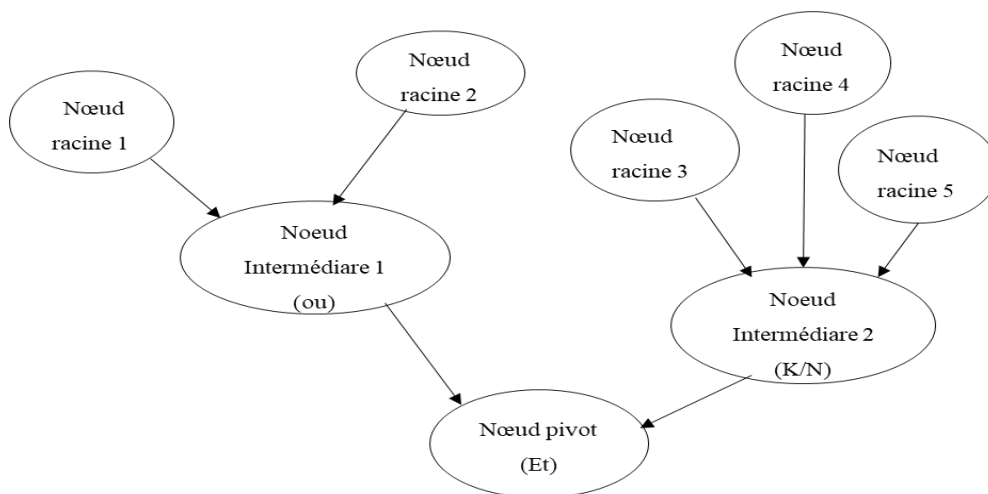 Nœud
racine 1
Nœud
racine 2
Nœud
racine 3
Nœud
racine 4
Nœud
racine 5
Noeud
Intermédiare 1
(ou)
Noeud
Intermédiare 2
(K/N)
Nœud pivot
(Et)